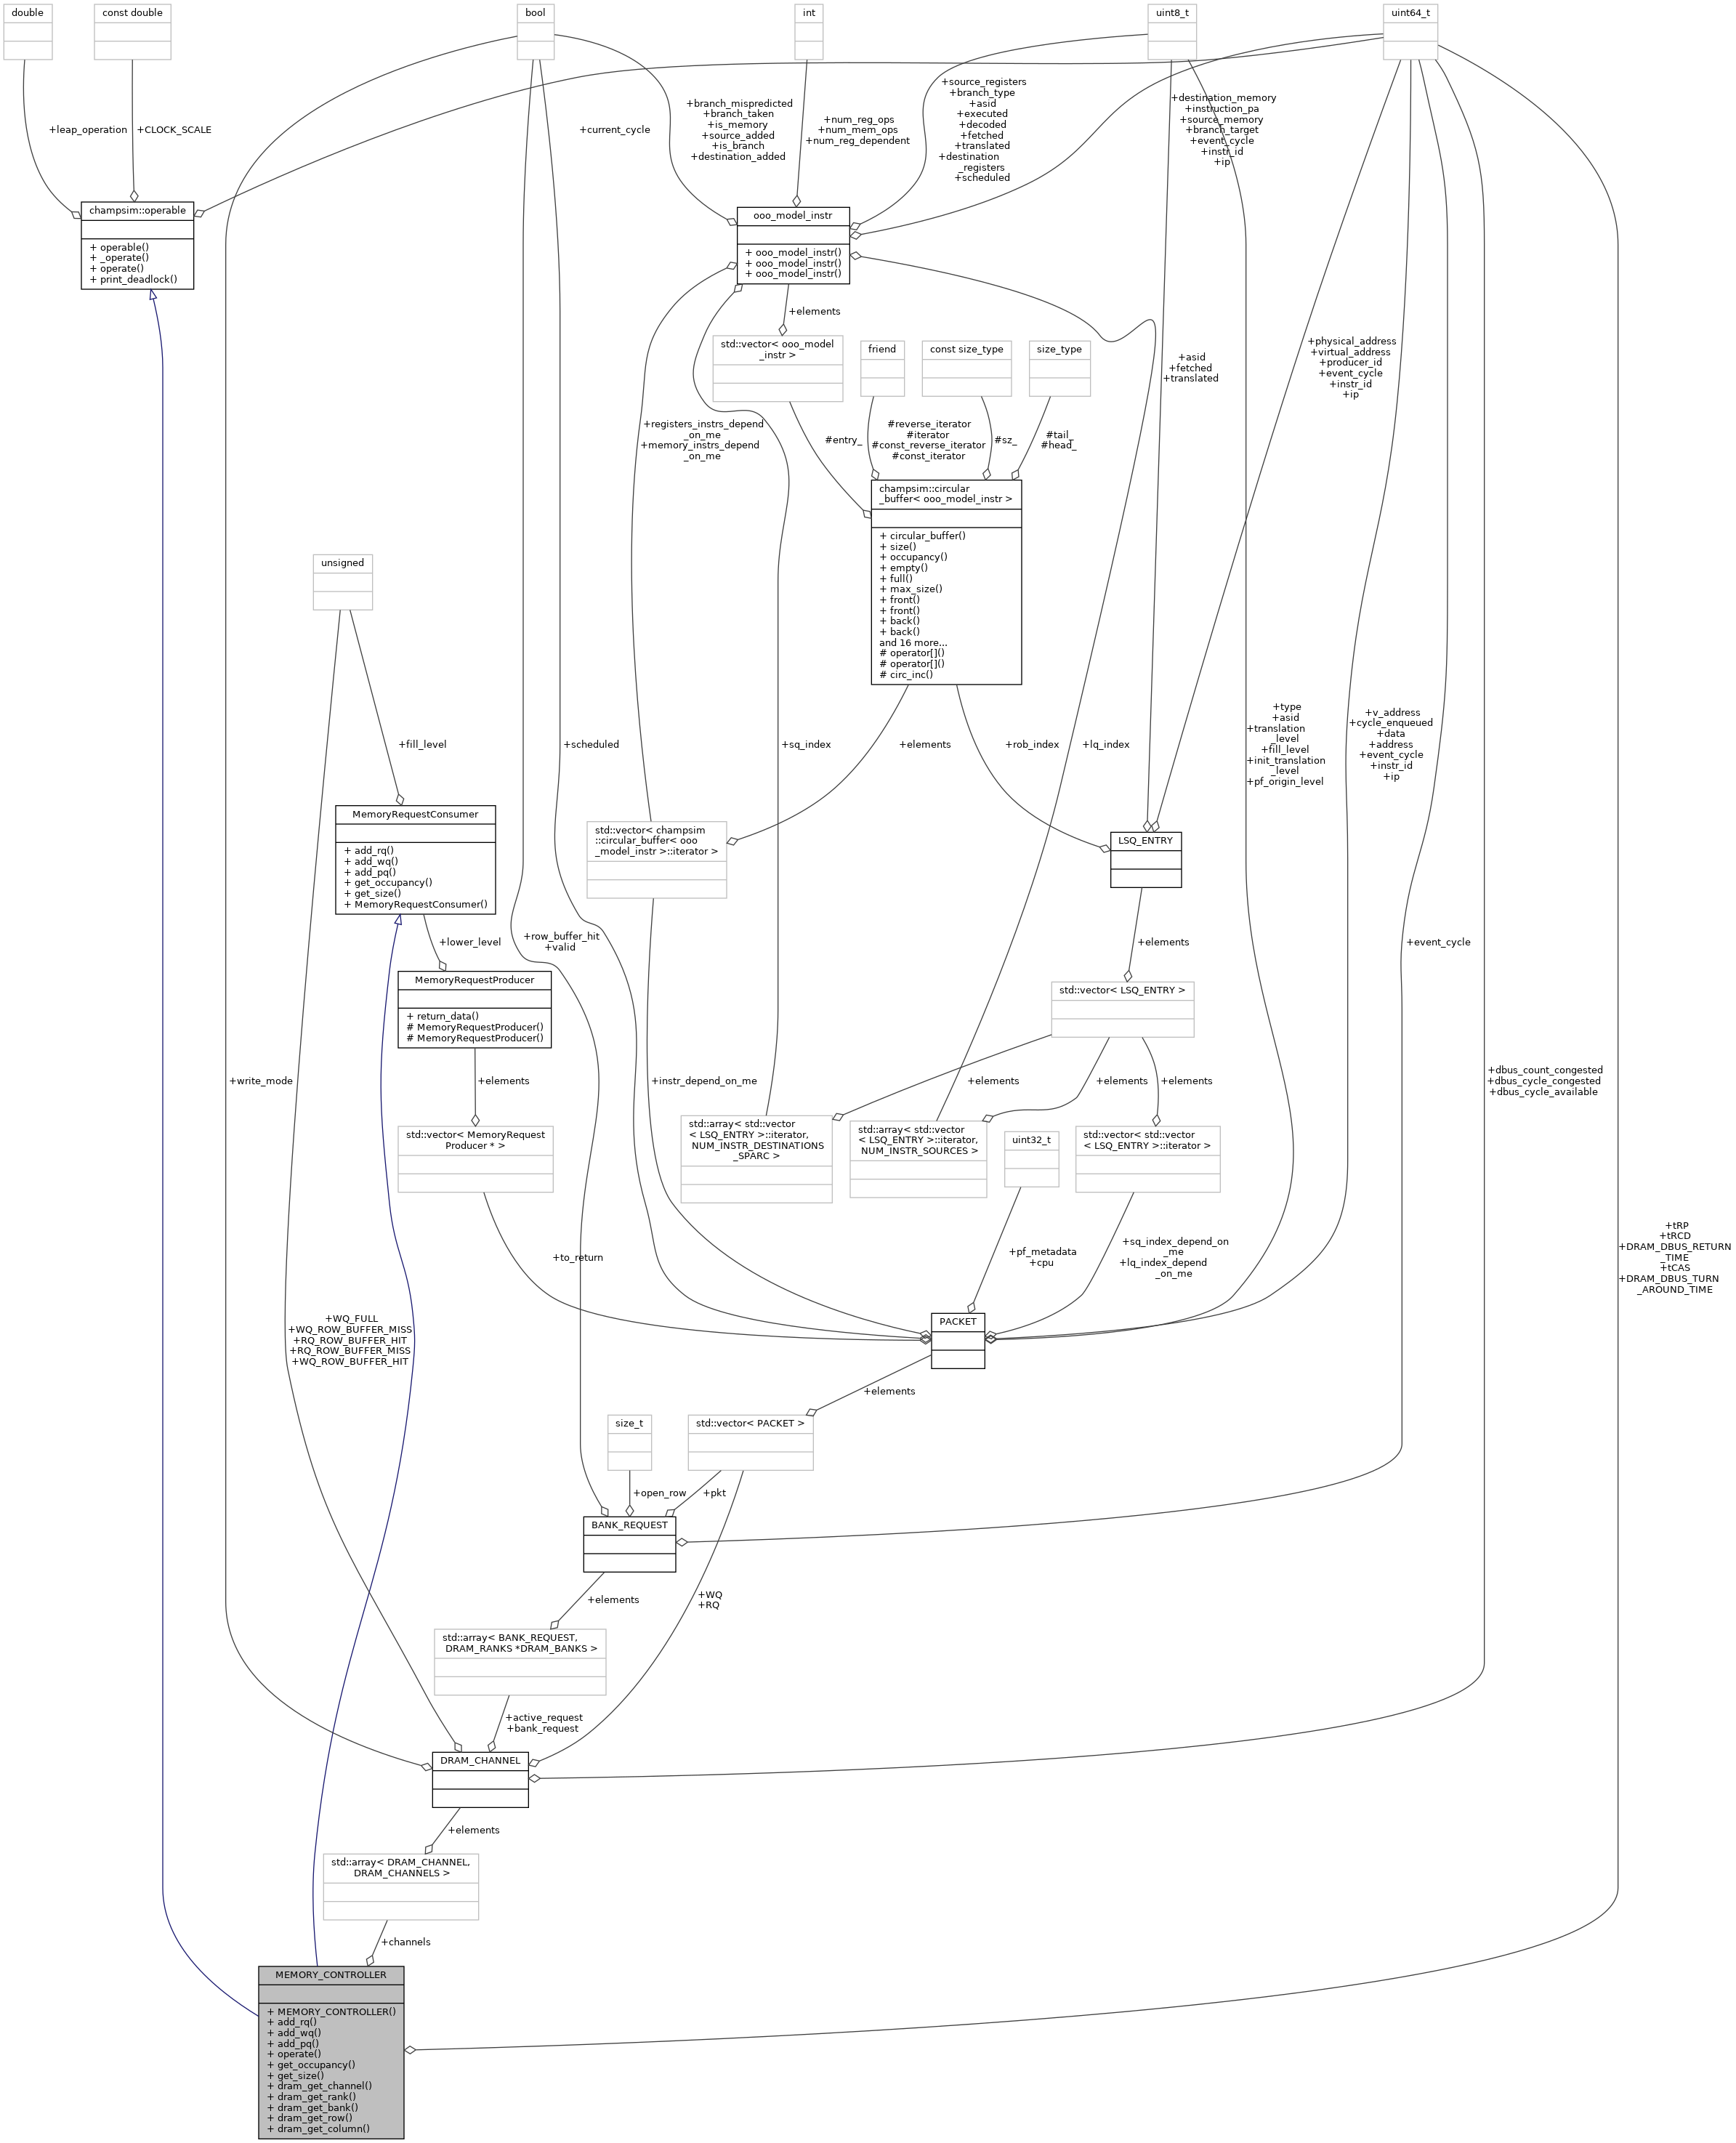 double
const double
bool
int
uint8_t
uint64_t
+leap_operation
+CLOCK_SCALE
+current_cycle
+branch_mispredicted
+branch_taken
+is_memory
+source_added
+is_branch
+destination_added
+num_reg_ops
+num_mem_ops
+num_reg_dependent
+source_registers
+branch_type
+asid
+executed
+decoded
+fetched
+translated
+destination
_registers
+scheduled
+destination_memory
+instruction_pa
+source_memory
+branch_target
+event_cycle
+instr_id
+ip
champsim::operable
+ operable()
+ _operate()
+ operate()
+ print_deadlock()
ooo_model_instr
+ ooo_model_instr()
+ ooo_model_instr()
+ ooo_model_instr()
+elements
std::vector< ooo_model
_instr >
friend
const size_type
size_type
+asid
+fetched
+translated
+physical_address
+virtual_address
+producer_id
+event_cycle
+instr_id
+ip
+registers_instrs_depend
_on_me
+memory_instrs_depend
_on_me
#entry_
#reverse_iterator
#iterator
#const_reverse_iterator
#const_iterator
#sz_
#tail_
#head_
champsim::circular
_buffer< ooo_model_instr >
+ circular_buffer()
+ size()
+ occupancy()
+ empty()
+ full()
+ max_size()
+ front()
+ front()
+ back()
+ back()
and 16 more...
# operator[]()
# operator[]()
# circ_inc()
unsigned
+fill_level
+scheduled
+sq_index
+elements
+rob_index
+lq_index
+type
+asid
+translation
_level
+fill_level
+init_translation
_level
+pf_origin_level
+v_address
+cycle_enqueued
+data
+address
+event_cycle
+instr_id
+ip
MemoryRequestConsumer
+ add_rq()
+ add_wq()
+ add_pq()
+ get_occupancy()
+ get_size()
+ MemoryRequestConsumer()
std::vector< champsim
::circular_buffer< ooo
_model_instr >::iterator >
LSQ_ENTRY
+lower_level
+row_buffer_hit
+valid
+elements
+event_cycle
MemoryRequestProducer
+ return_data()
# MemoryRequestProducer()
# MemoryRequestProducer()
std::vector< LSQ_ENTRY >
+write_mode
+elements
+instr_depend_on_me
+elements
+elements
+elements
+dbus_count_congested
+dbus_cycle_congested
+dbus_cycle_available
std::vector< MemoryRequest
Producer * >
std::array< std::vector
< LSQ_ENTRY >::iterator,
NUM_INSTR_DESTINATIONS
_SPARC >
std::array< std::vector
< LSQ_ENTRY >::iterator,
NUM_INSTR_SOURCES >
uint32_t
std::vector< std::vector
< LSQ_ENTRY >::iterator >
+to_return
+pf_metadata
+cpu
+sq_index_depend_on
_me
+lq_index_depend
_on_me
+tRP
+tRCD
+DRAM_DBUS_RETURN
_TIME
+tCAS
+DRAM_DBUS_TURN
_AROUND_TIME
+WQ_FULL
+WQ_ROW_BUFFER_MISS
+RQ_ROW_BUFFER_HIT
+RQ_ROW_BUFFER_MISS
+WQ_ROW_BUFFER_HIT
PACKET
+elements
size_t
std::vector< PACKET >
+open_row
+pkt
BANK_REQUEST
+elements
+WQ
+RQ
std::array< BANK_REQUEST,
DRAM_RANKS *DRAM_BANKS >
+active_request
+bank_request
DRAM_CHANNEL
+elements
std::array< DRAM_CHANNEL,
DRAM_CHANNELS >
+channels
MEMORY_CONTROLLER
+ MEMORY_CONTROLLER()
+ add_rq()
+ add_wq()
+ add_pq()
+ operate()
+ get_occupancy()
+ get_size()
+ dram_get_channel()
+ dram_get_rank()
+ dram_get_bank()
+ dram_get_row()
+ dram_get_column()